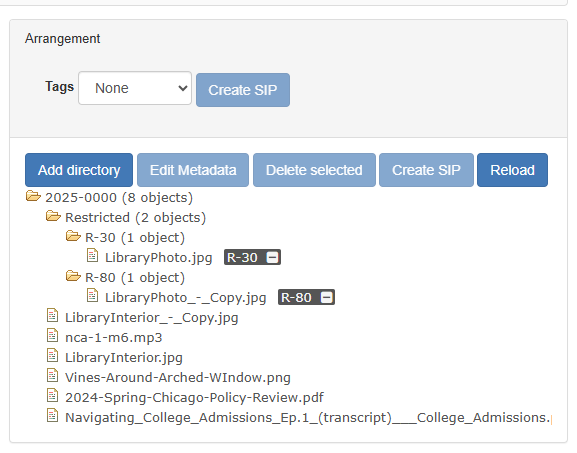 Arrangement
Tags None Create SIP
Add directory Edit Metadata Delete selected Create SIP Reload
2025-0000 (8 objects)
Restricted (2 objects)
R-30 (1 object)
LibraryPhoto.jpg R-30
R-80 (1 object)
LibraryPhoto_-_Copy.jpg R-80
LibraryInterior_-_Copy.jpg
nca-1-m6.mp3
LibraryInterior.jpg
Vines-Around-Arched-WIndow.png
2024-Spring-Chicago-Policy-Review.pdf
Navigating_College_Admissions_Ep.1_(transcript)___College_Admissions.